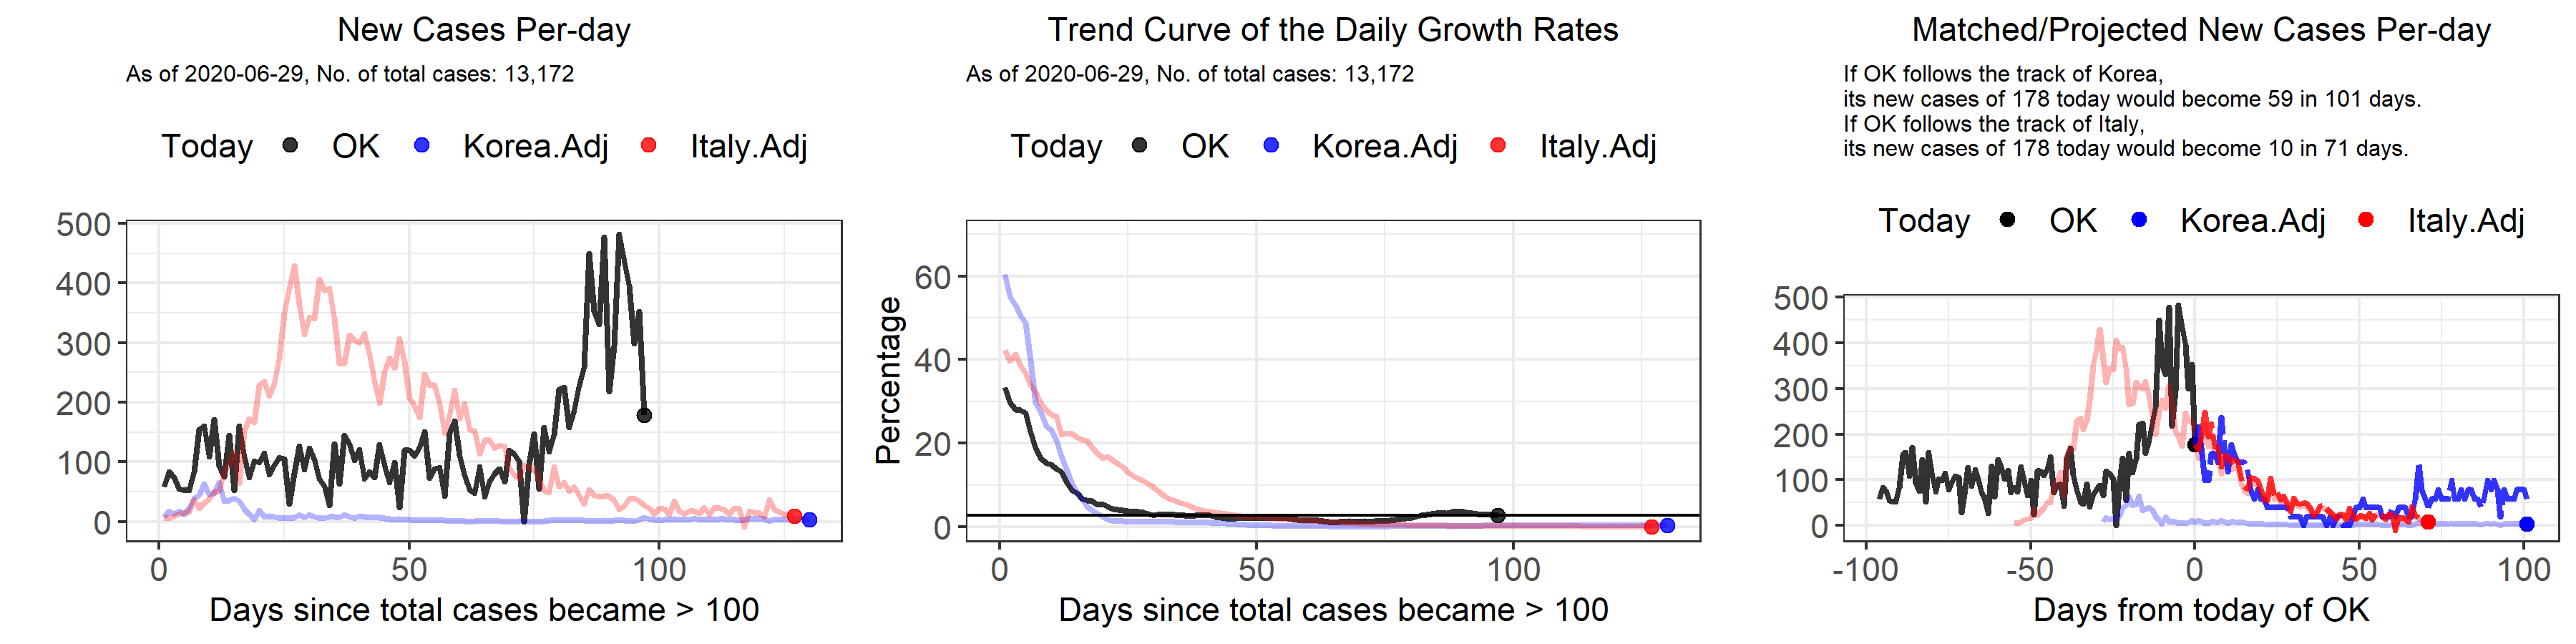 New Cases Per-day
As of 2020-06-29, No. of total cases: 13,172
Today OK Korea.Adj Italy.Adj
500
400
300
200
100
0
0 50 100
Days since total cases became > 100
Trend Curve of the Daily Growth Rates
As of 2020-06-29, No. of total cases: 13,172
Today OK Korea.Adj Italy.Adj
Percentage
60
40
20
0
0 50 100
Days since total cases became > 100
Matched/Projected New Cases Per-day
If OK follows the track of Korea,
its new cases of 178 today would become 59 in 101 days.
If OK follows the track of Italy,
its new cases of 178 today would become 10 in 71 days.
Today OK Korea.Adj Italy.Adj
500
400
300
200
100
0
-100 -50 0 50 100
Days from today of OK